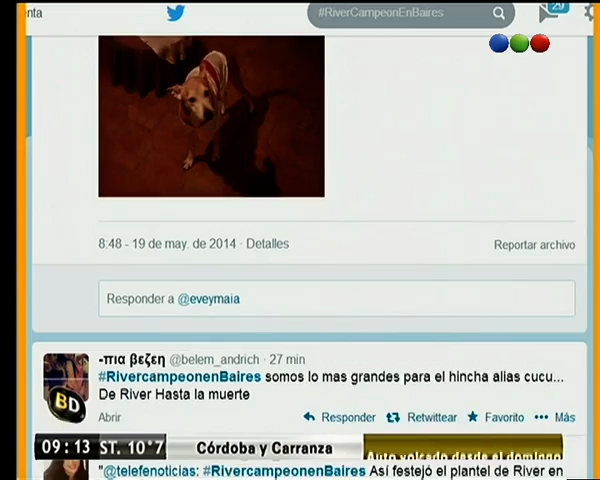 nta
#RiverCampeonEnBaires
20
8:48 - 19 de may. de 2014 · Detalles
Reportar archivo
Responder a @eveymaia
-πια βεζεη @belem_andrich · 27 min
#RivercampeonenBaires somos lo mas grandes para el hincha alias cucu...
De River Hasta la muerte
Abrir
Responder
Retwittear
Favorito
Más
BD
09:13 ST. 10°7 Córdoba y Carranza Auto volcado desde el domingo
"@telefenoticias: #RivercampeonenBaires Así festejó el plantel de River en